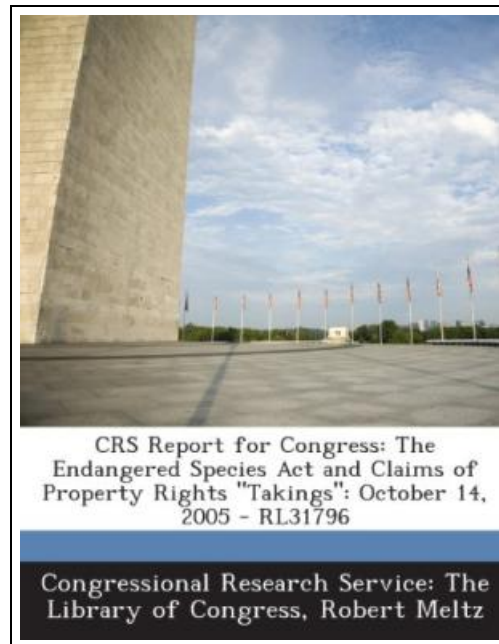 CRS Report for Congress: The
Endangered Species Act and Claims of
Property Rights "Takings": October 14,
2005 - RL31796
Congressional Research Service: The
Library of Congress, Robert Meltz